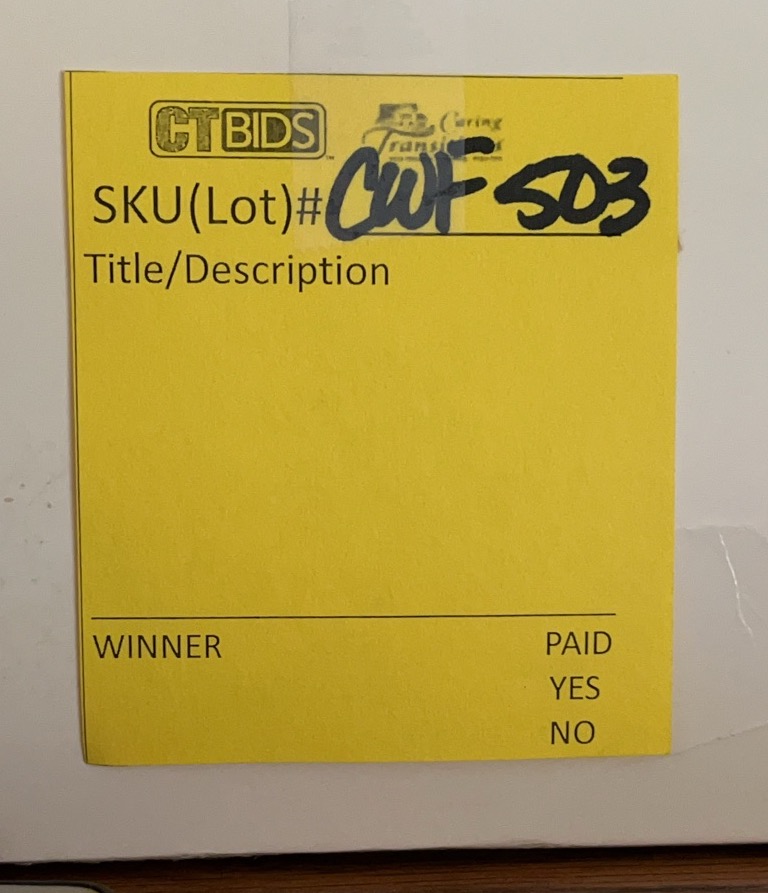 CTBIDS
Caring
Transitions
SKU(Lot)# CWF 503
Title/Description
WINNER PAID
YES
NO